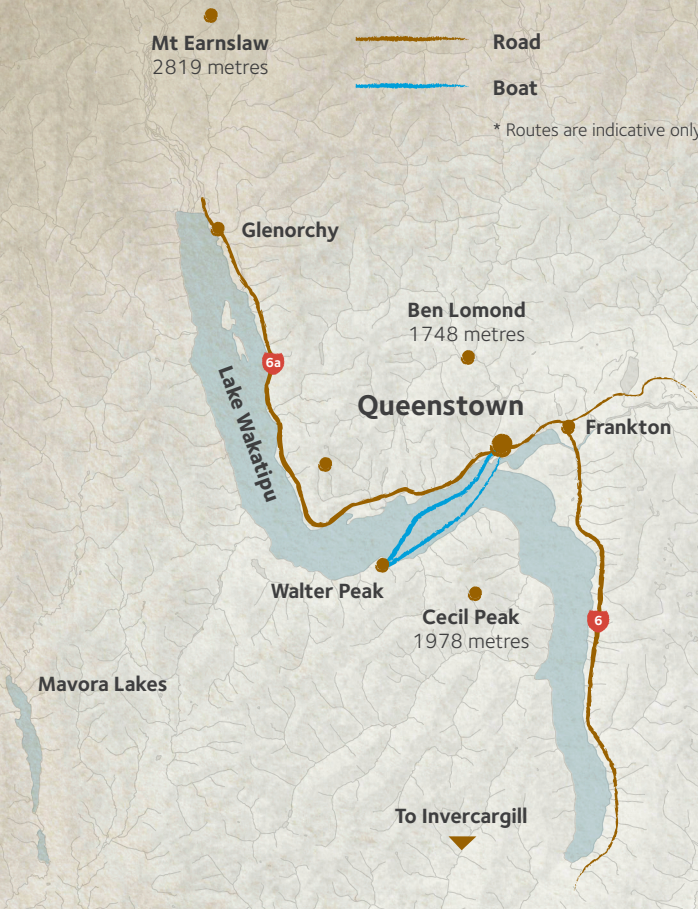 Mt Earnslaw
2819 metres
Road
Boat
* Routes are indicative only
Glenorchy
Ben Lomond
1748 metres
6a
Lake Wakatipu
Queenstown
Frankton
Walter Peak
Cecil Peak
1978 metres
6
Mavora Lakes
To Invercargill